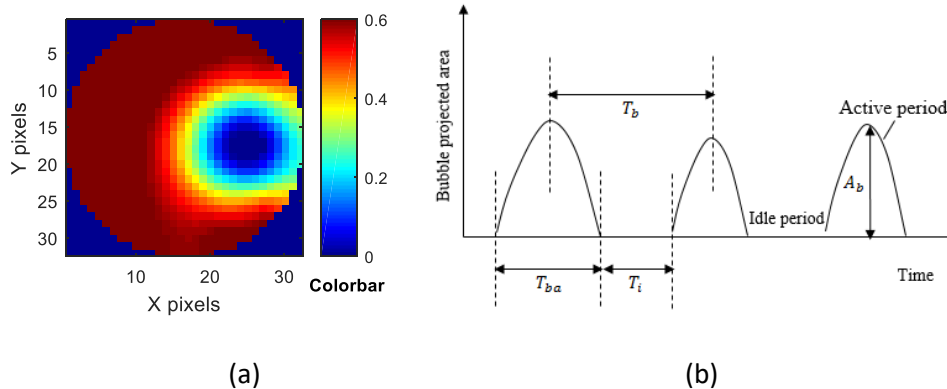 5
10
15
20
25
30
Y pixels
10 20 30
X pixels
0.6
0.4
0.2
0
Colorbar
(a)
Bubble projected area
T_b
Active period
A_b
Idle period
T_ba
T_i
Time
(b)